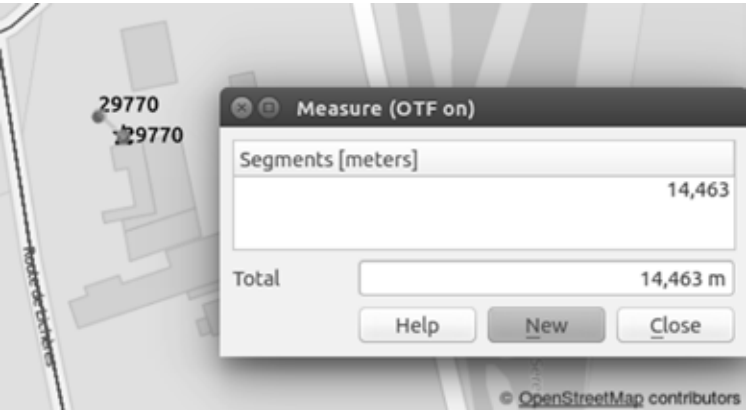 29770
29770
Measure (OTF on)
Segments [meters]
14,463
Total
14,463 m
Help
New
Close
© OpenStreetMap contributors